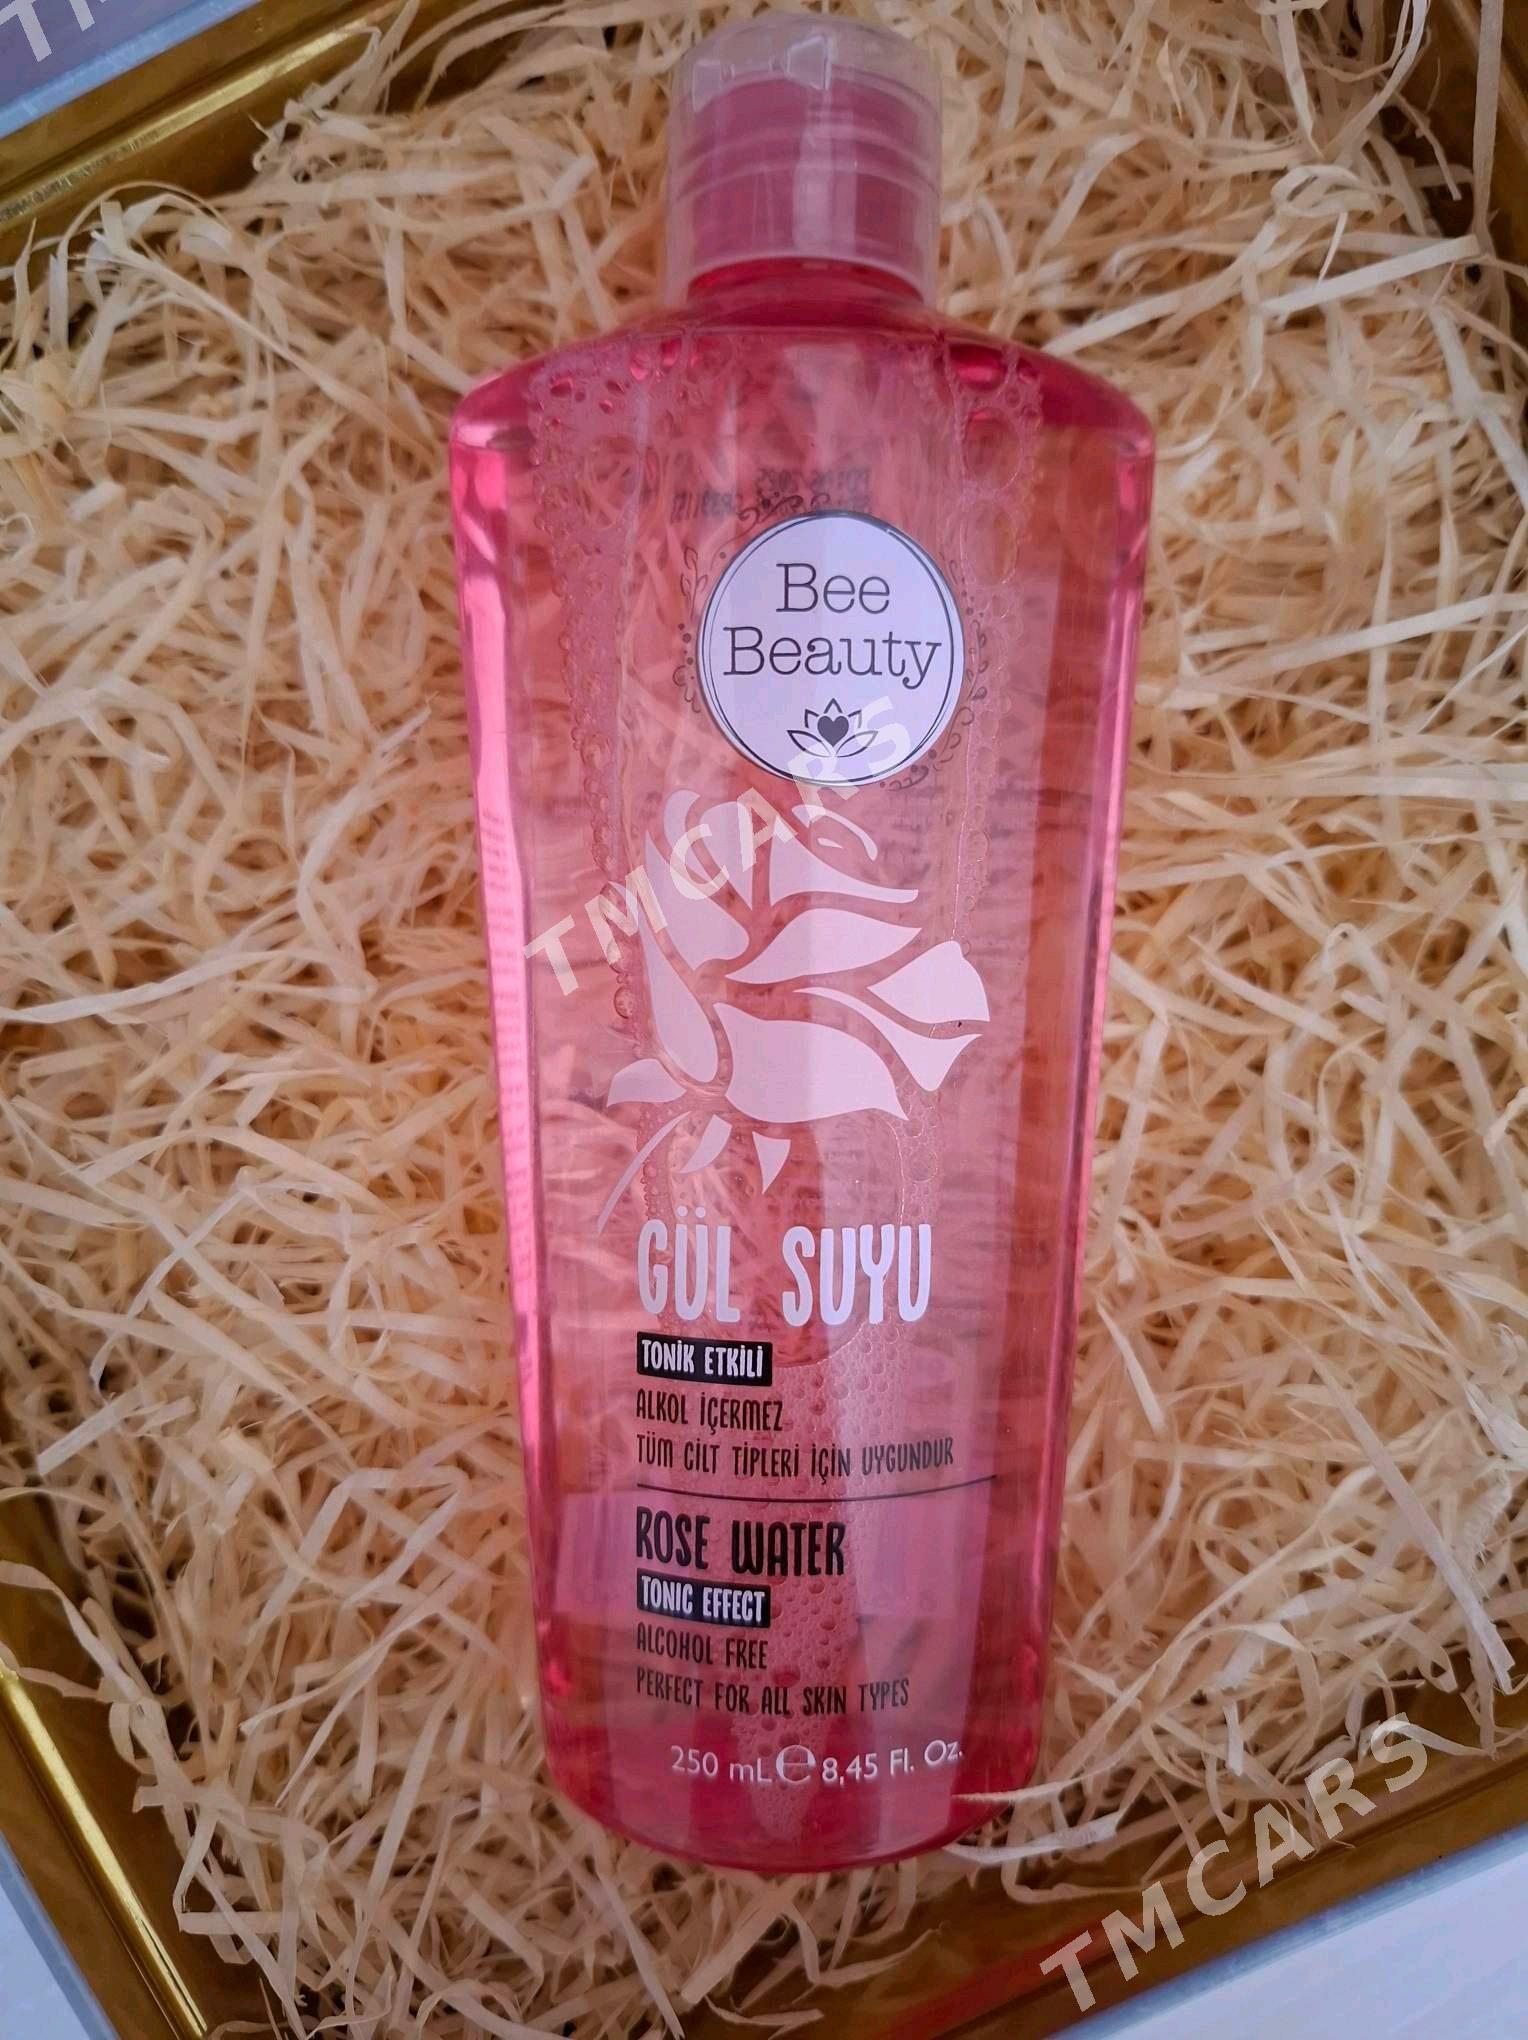 Bee
Beauty
TMCARS
GÜL SUYU
TONİK ETKİLİ
ALKOL İÇERMEZ
TÜM CİLT TİPLERİ İÇİN UYGUNDUR
ROSE WATER
TONIC EFFECT
ALCOHOL FREE
PERFECT FOR ALL SKIN TYPES
250 mL ℮ 8,45 Fl. Oz.
TMCARS